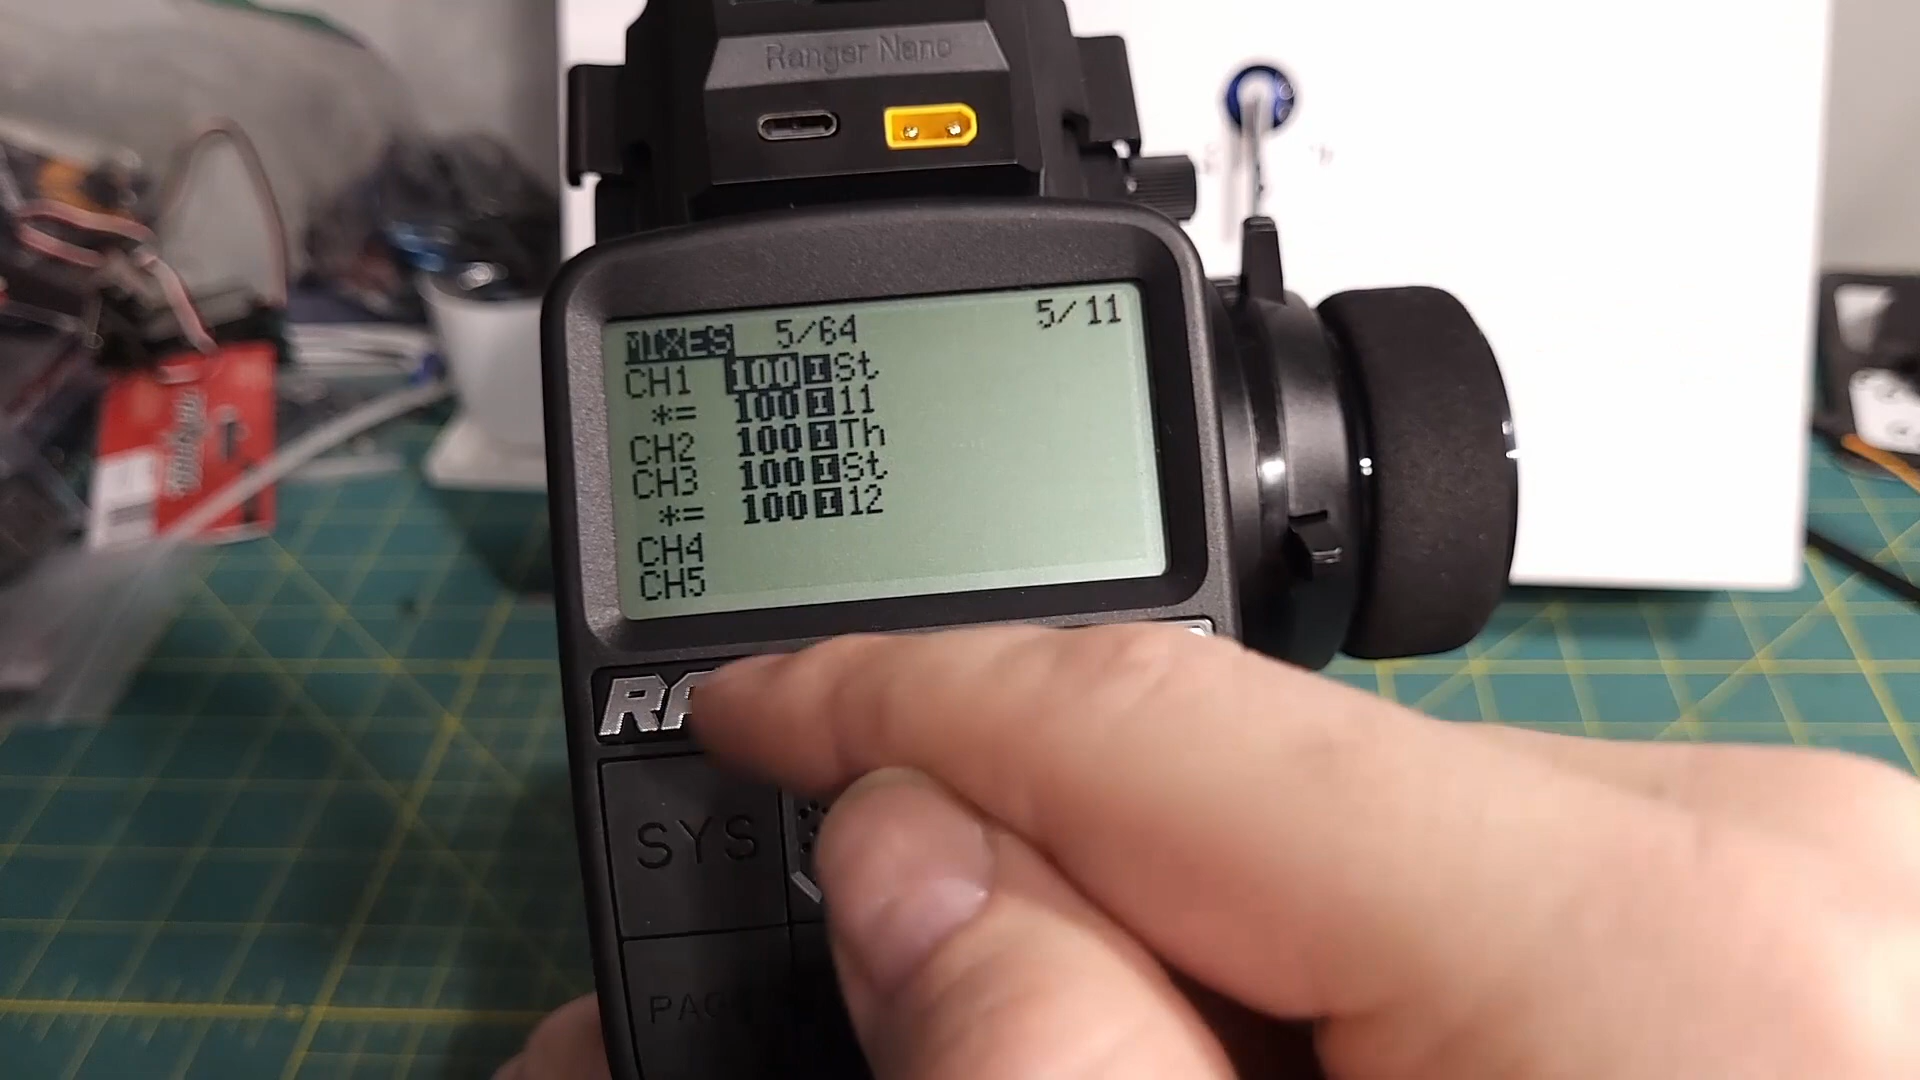 Ranger Nano
MIXES 5/64 5/11
CH1 100 I St
*= 100 I 11
CH2 100 I Th
CH3 100 I St
*= 100 I 12
CH4
CH5
SYS